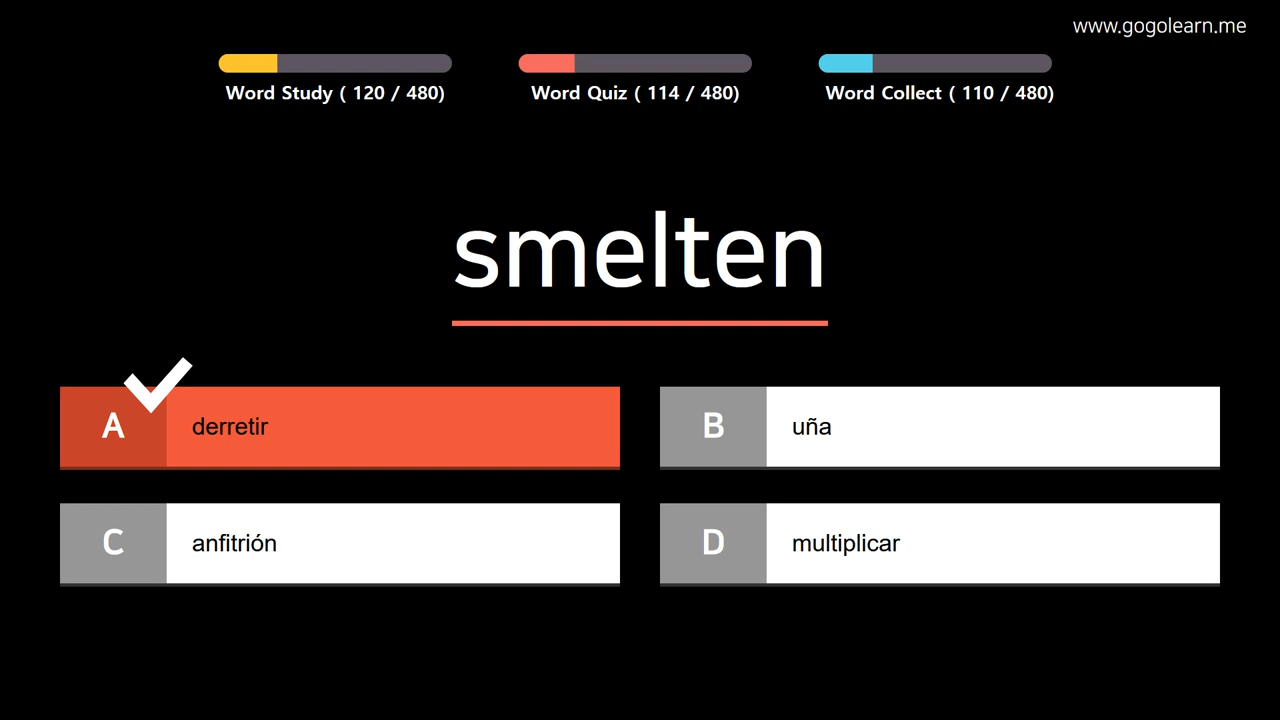 www.gogolearn.me
Word Study ( 120 / 480)
Word Quiz ( 114 / 480)
Word Collect ( 110 / 480)
smelten
A derretir
B uña
C anfitrión
D multiplicar